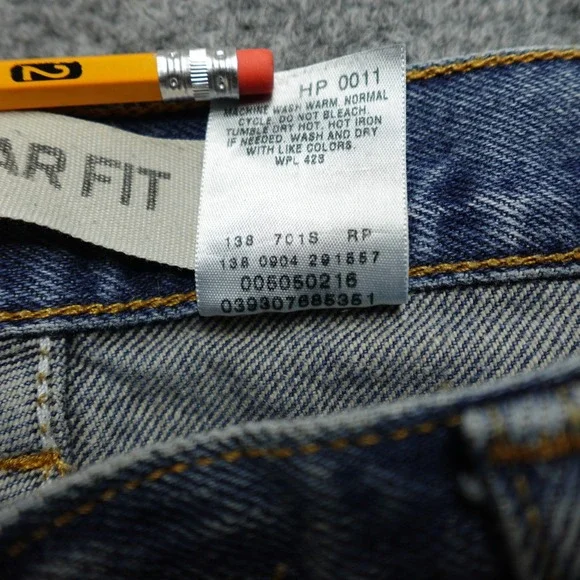 2
AR FIT
HP 0011
MACHINE WASH WARM, NORMAL
CYCLE. DO NOT BLEACH.
TUMBLE DRY HOT. HOT IRON
IF NEEDED. WASH AND DRY
WITH LIKE COLORS.
WPL 423
138 701S RP
138 0904 291557
005050216
039307685351